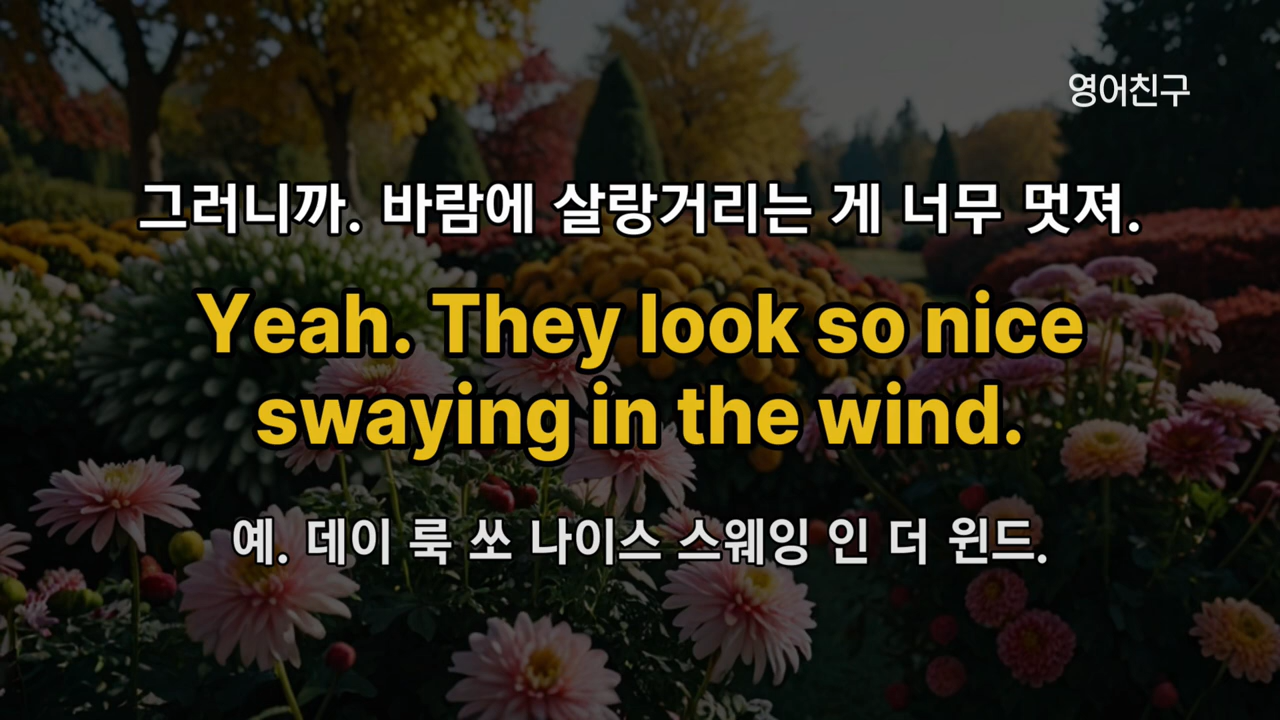 영어친구
그러니까. 바람에 살랑거리는 게 너무 멋져.
Yeah. They look so nice
swaying in the wind.
예. 데이 룩 쏘 나이스 스웨잉 인 더 윈드.